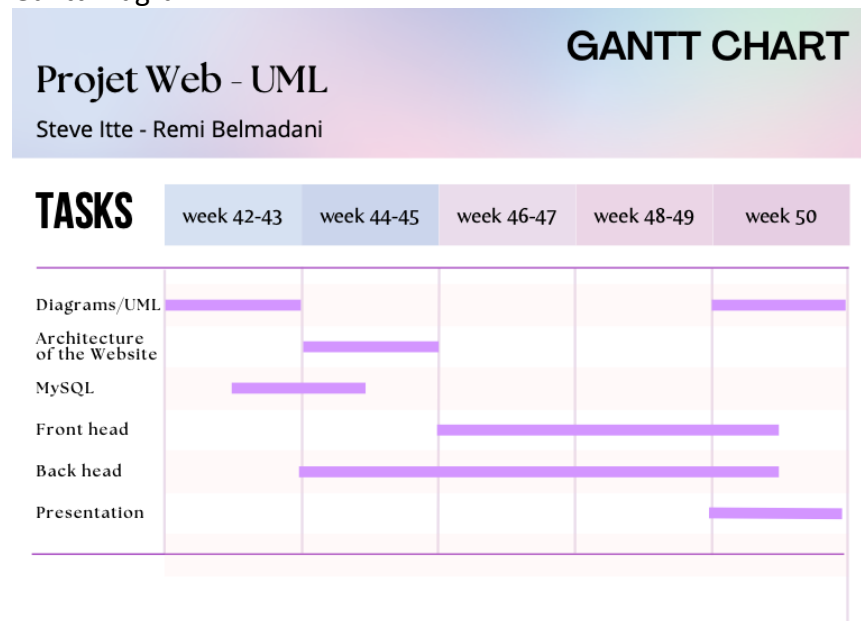 GANTT CHART
Projet Web - UML
Steve Itte - Remi Belmadani
TASKS
week 42-43
week 44-45
week 46-47
week 48-49
week 50
Diagrams/UML
Architecture
of the Website
MySQL
Front head
Back head
Presentation